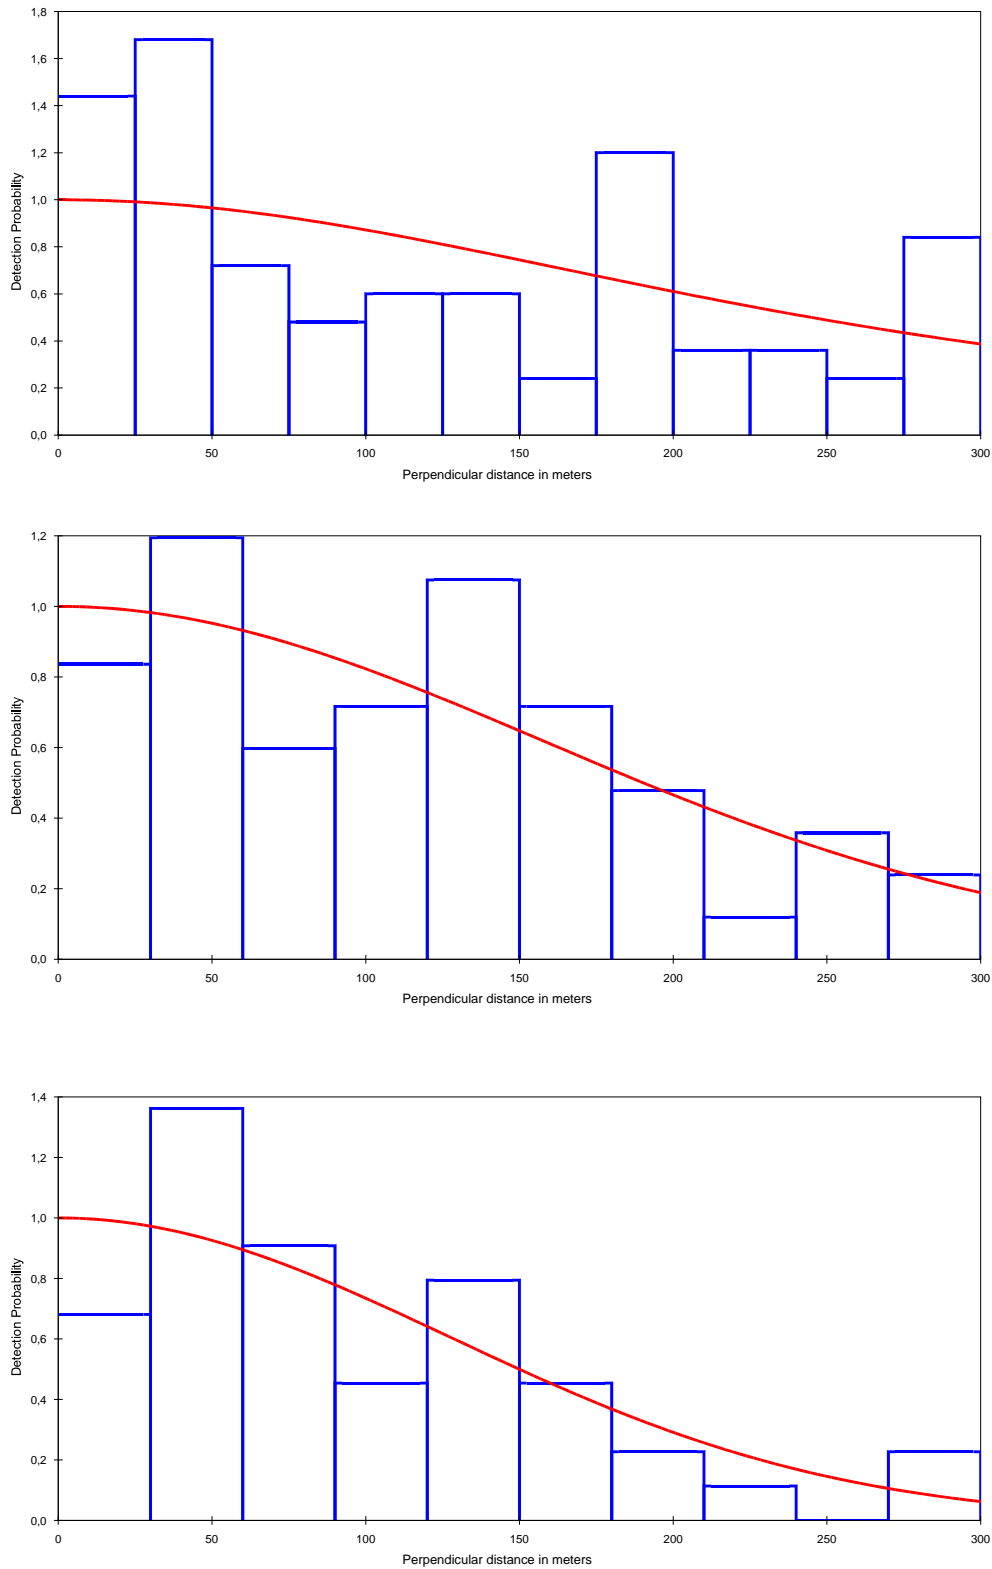 1,8
1,6
1,4
1,2
1,0
0,8
0,6
0,4
0,2
0,0
Detection Probability
0 50 100 150 200 250 300
Perpendicular distance in meters
1,2
1,0
0,8
0,6
0,4
0,2
0,0
Detection Probability
0 50 100 150 200 250 300
Perpendicular distance in meters
1,4
1,2
1,0
0,8
0,6
0,4
0,2
0,0
Detection Probability
0 50 100 150 200 250 300
Perpendicular distance in meters